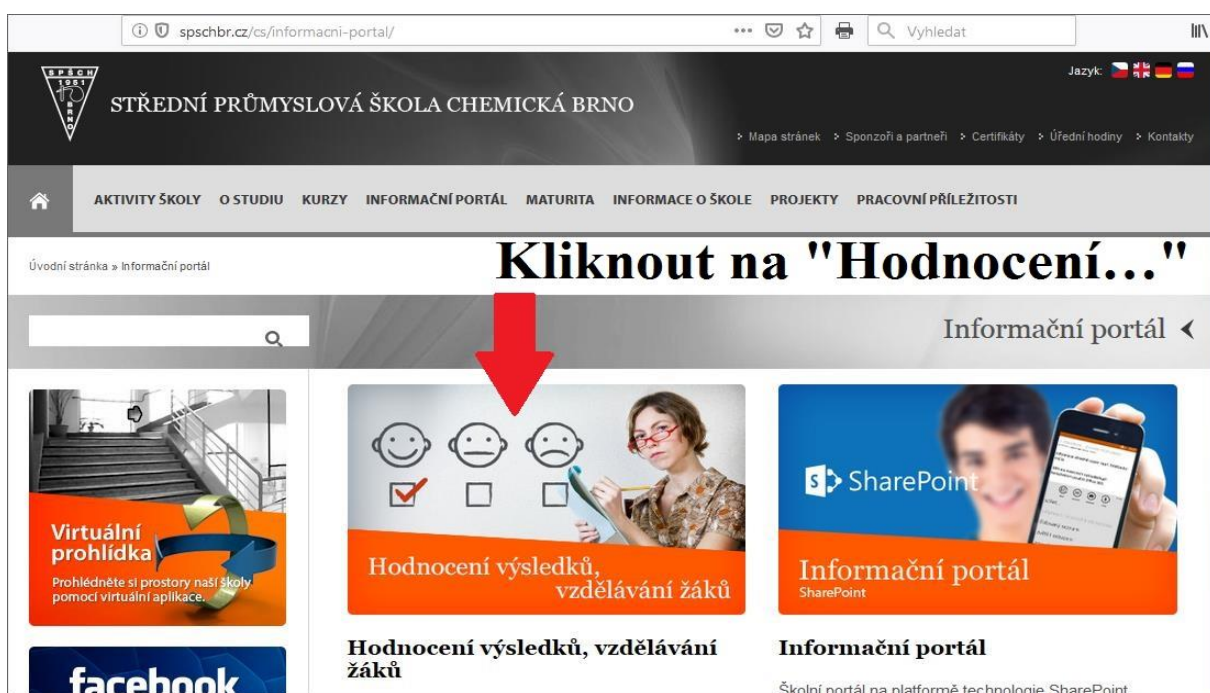 spschbr.cz/cs/informacni-portal/
Vyhledat
SPŠCH
1951
BRNO
STŘEDNÍ PRŮMYSLOVÁ ŠKOLA CHEMICKÁ BRNO
Jazyk:
Mapa stránek Sponzoři a partneři Certifikáty Úřední hodiny Kontakty
AKTIVITY ŠKOLY O STUDIU KURZY INFORMAČNÍ PORTÁL MATURITA INFORMACE O ŠKOLE PROJEKTY PRACOVNÍ PŘÍLEŽITOSTI
Úvodní stránka » Informační portál
Kliknout na "Hodnocení..."
Informační portál
Virtuální
prohlídka
Prohlédněte si prostory naší školy
pomocí virtuální aplikace.
facebook
Hodnocení výsledků,
vzdělávání žáků
Hodnocení výsledků, vzdělávání
žáků
S SharePoint
Informační portál
SharePoint
Informační portál
Školní portál na platformě technologie SharePoint